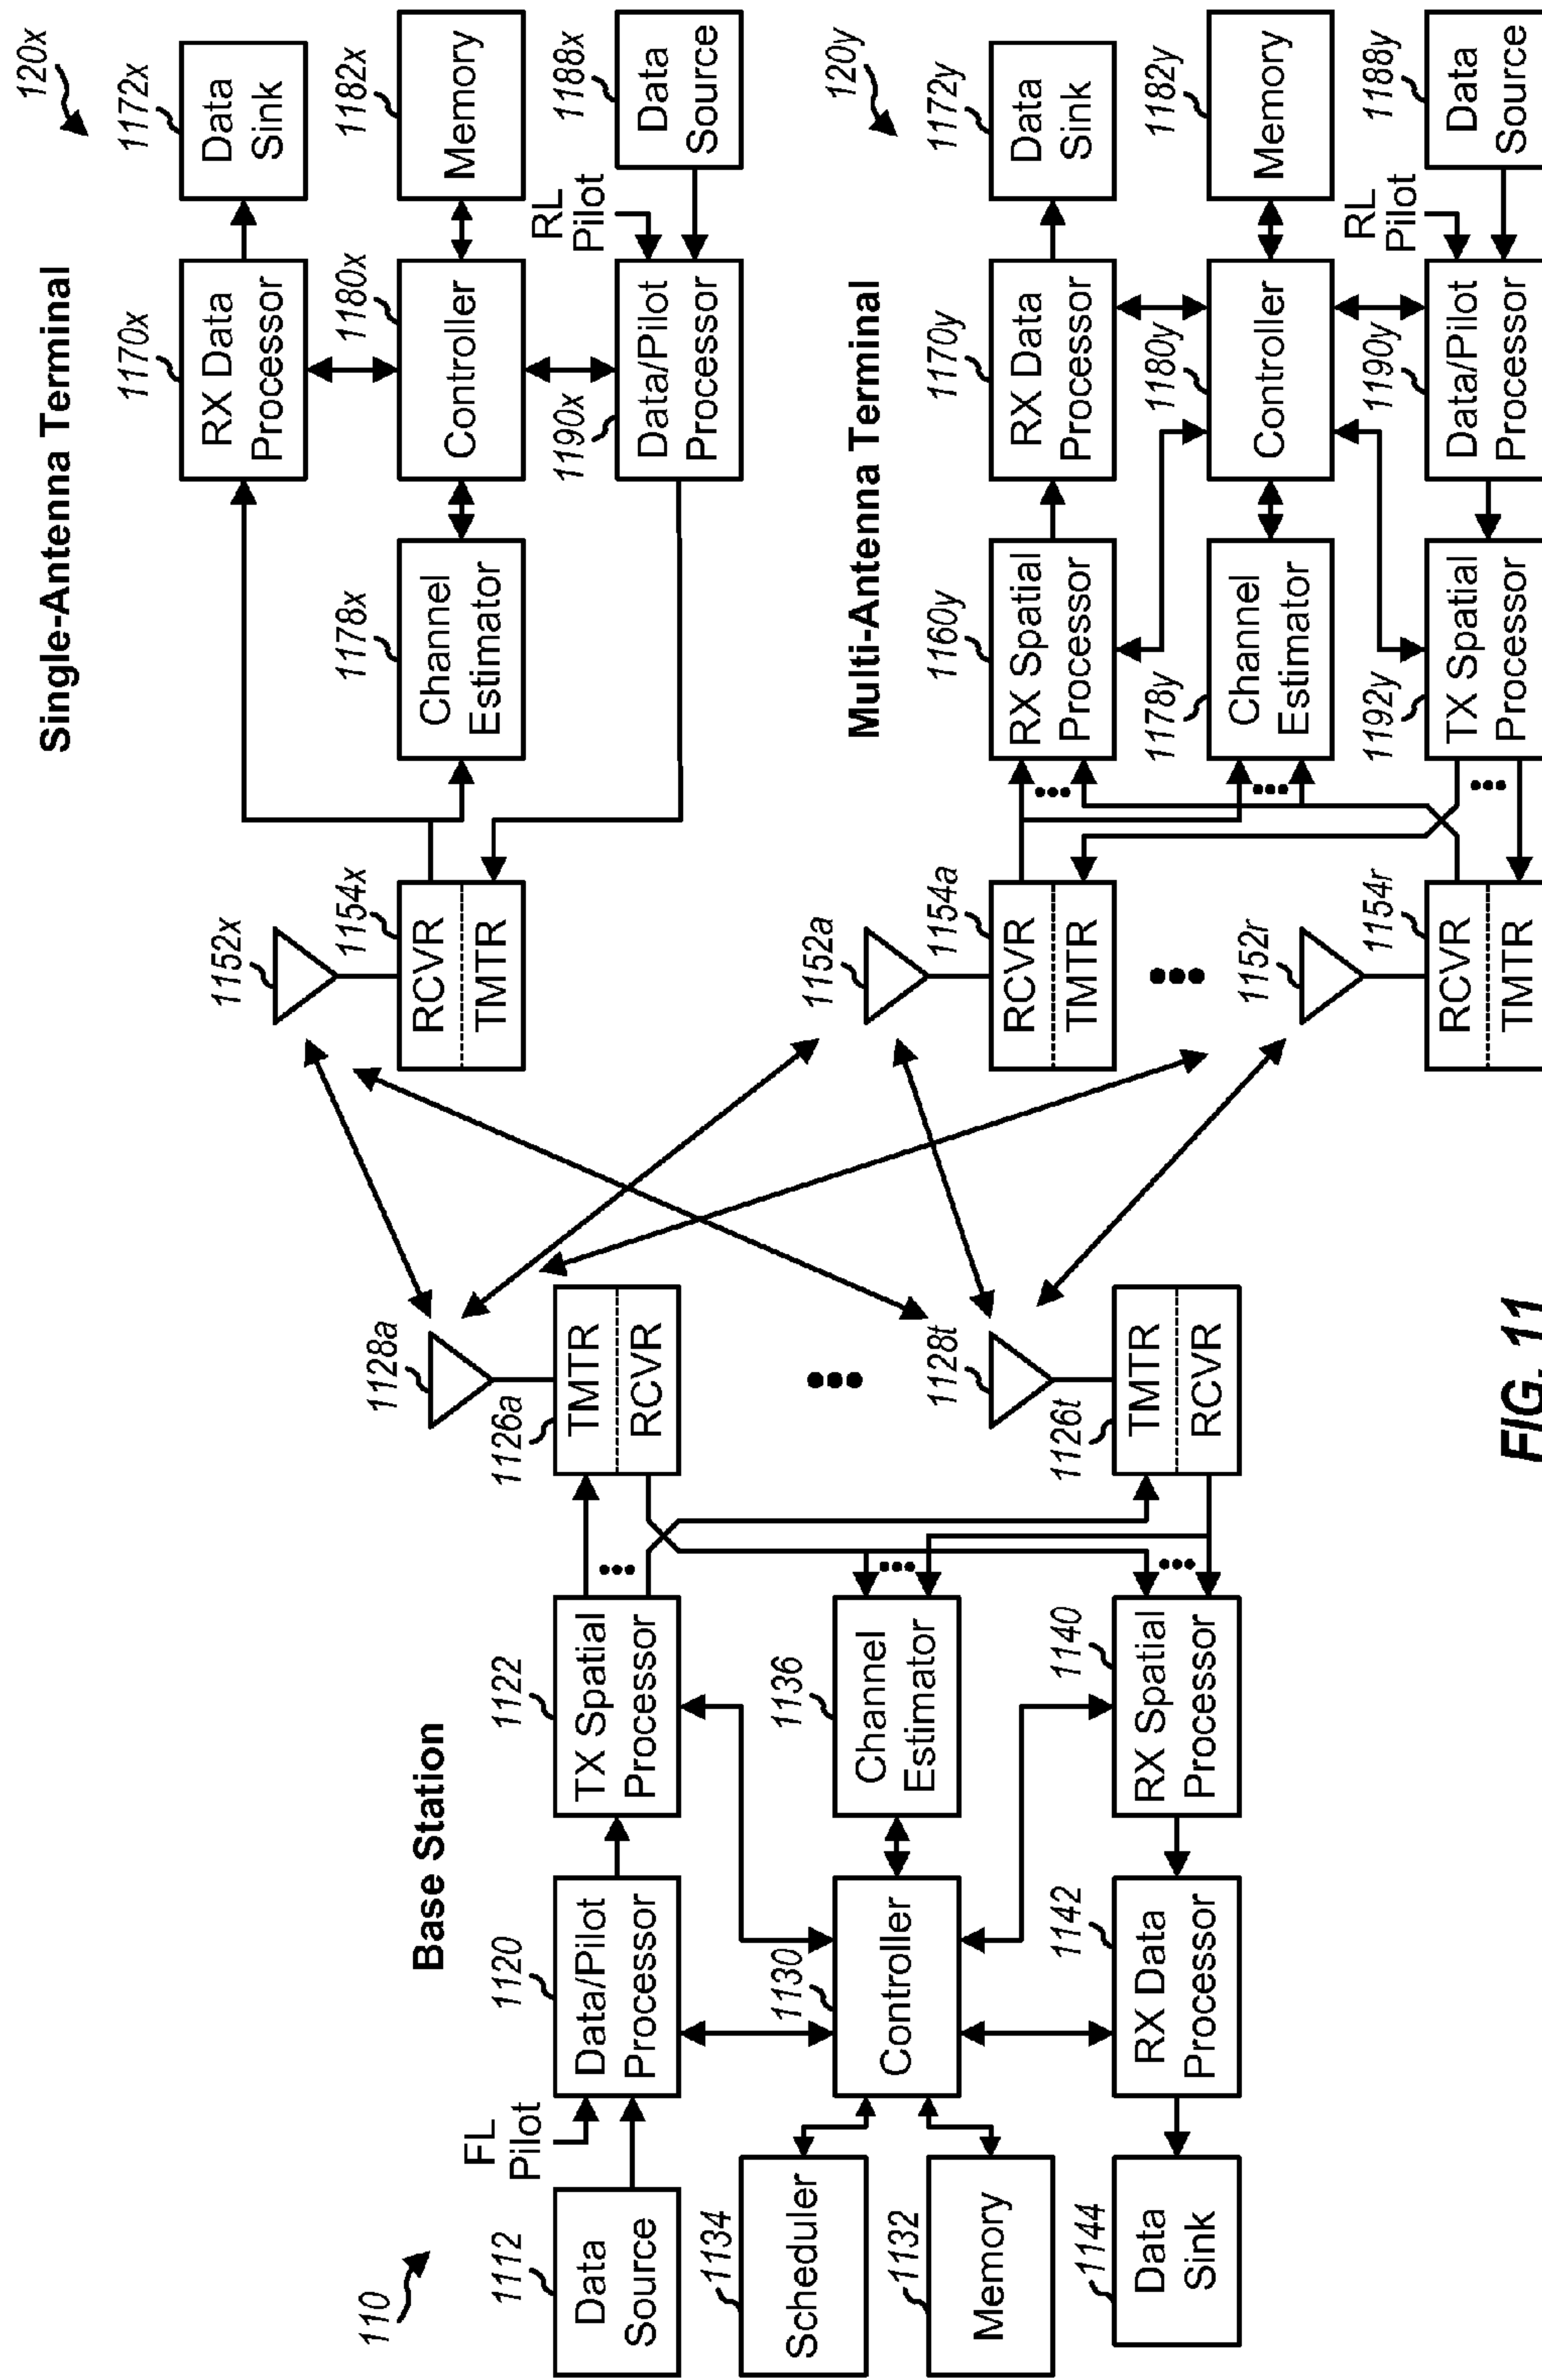 110
Base Station
1112
Data
Source
FL
Pilot
1120
Data/Pilot
Processor
1122
TX Spatial
Processor
1134
Scheduler
1132
Memory
1130
Controller
1136
Channel
Estimator
1144
Data
Sink
1142
RX Data
Processor
1140
RX Spatial
Processor
1128a
1126a
TMTR
RCVR
1128t
1126t
TMTR
RCVR
Single-Antenna Terminal
120x
1152x
1154x
RCVR
TMTR
1170x
RX Data
Processor
1172x
Data
Sink
1178x
Channel
Estimator
1180x
Controller
1182x
Memory
1190x
Data/Pilot
Processor
RL
Pilot
1188x
Data
Source
Multi-Antenna Terminal
120y
1152a
1154a
RCVR
TMTR
1152r
1154r
RCVR
TMTR
1160y
RX Spatial
Processor
1170y
RX Data
Processor
1172y
Data
Sink
1178y
Channel
Estimator
1180y
Controller
1182y
Memory
1192y
TX Spatial
Processor
1190y
Data/Pilot
Processor
RL
Pilot
1188y
Data
Source
FIG. 11